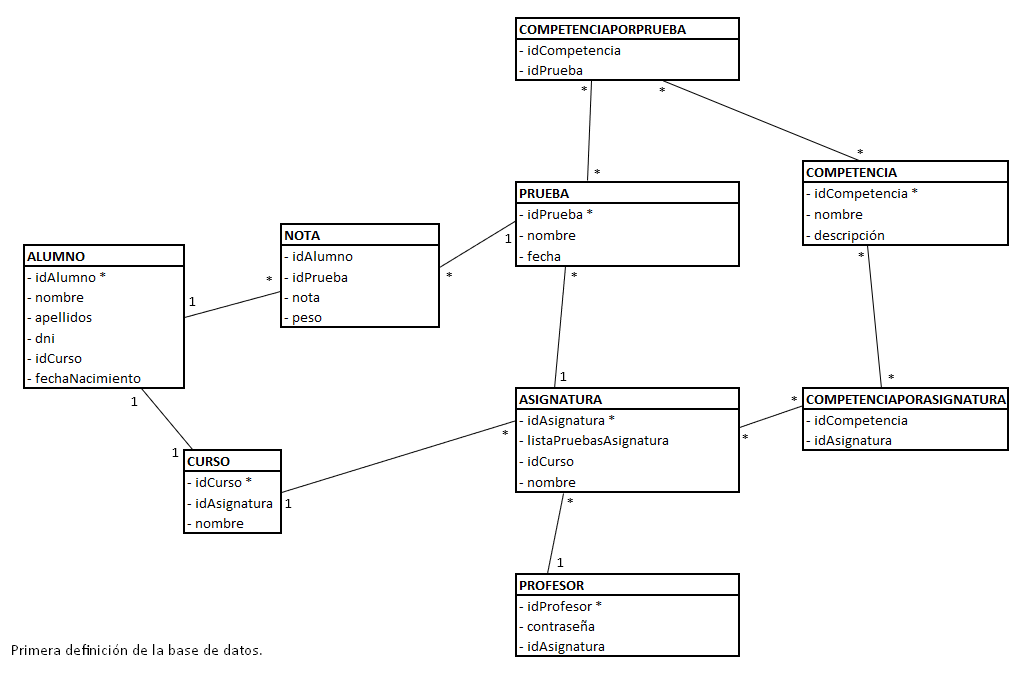 COMPETENCIAPORPRUEBA
- idCompetencia
- idPrueba
*
*
*
*
COMPETENCIA
- idCompetencia *
- nombre
- descripción
PRUEBA
- idPrueba *
- nombre
- fecha
NOTA
- idAlumno
- idPrueba
- nota
- peso
ALUMNO
- idAlumno *
- nombre
- apellidos
- dni
- idCurso
- fechaNacimiento
1
*
*
1
*
1
*
*
ASIGNATURA
- idAsignatura *
- listaPruebasAsignatura
- idCurso
- nombre
COMPETENCIAPORASIGNATURA
- idCompetencia
- idAsignatura
*
*
1
1
CURSO
- idCurso *
- idAsignatura
- nombre
1
*
*
1
PROFESOR
- idProfesor *
- contraseña
- idAsignatura
Primera definición de la base de datos.